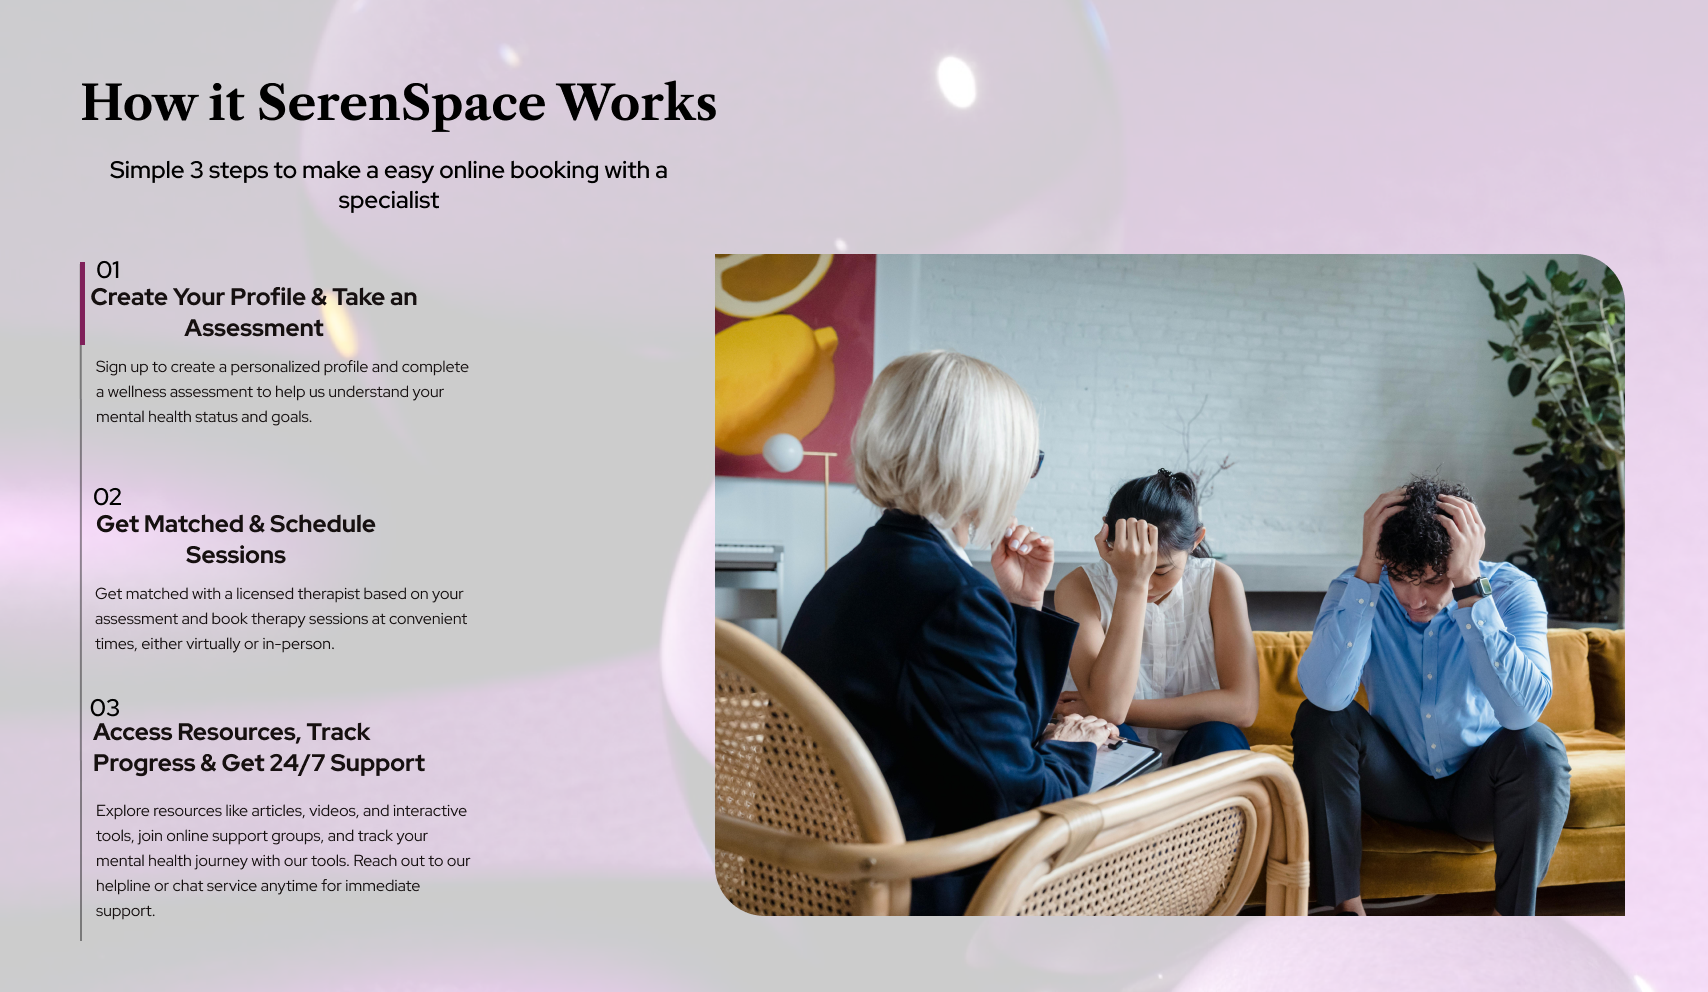 How it SerenSpace Works
Simple 3 steps to make a easy online booking with a
specialist
01
Create Your Profile & Take an
Assessment
Sign up to create a personalized profile and complete
a wellness assessment to help us understand your
mental health status and goals.
02
Get Matched & Schedule
Sessions
Get matched with a licensed therapist based on your
assessment and book therapy sessions at convenient
times, either virtually or in-person.
03
Access Resources, Track
Progress & Get 24/7 Support
Explore resources like articles, videos, and interactive
tools, join online support groups, and track your
mental health journey with our tools. Reach out to our
helpline or chat service anytime for immediate
support.